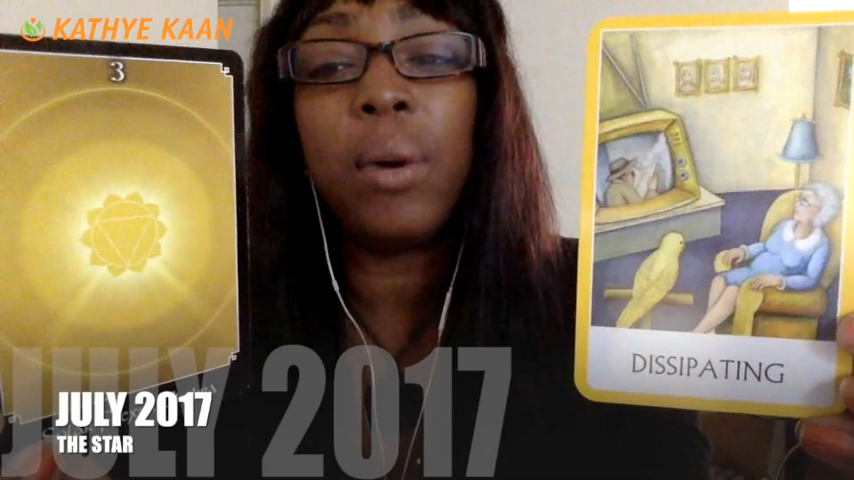 KATHYE KAAN
3
DISSIPATING
JULY 2017
JULY 2017
THE STAR